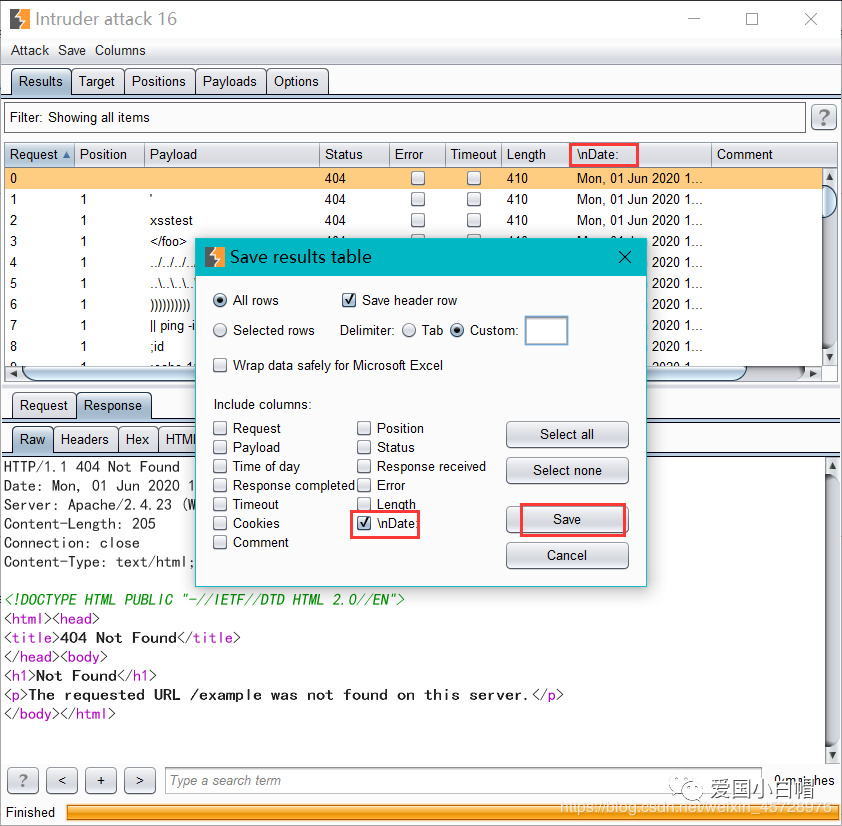 Intruder attack 16
Attack Save Columns
Results Target Positions Payloads Options
Filter: Showing all items ?
Request Position Payload Status Error Timeout Length \nDate: Comment
0 404 410 Mon, 01 Jun 2020 1...
1 1 ' 404 410 Mon, 01 Jun 2020 1...
2 1 xsstest 404 410 Mon, 01 Jun 2020 1...
3 1 </foo> 2020 1...
4 1 ../../../.. 2020 1...
5 1 ..\..\..\ 2020 1...
6 1 )))))))))) 2020 1...
7 1 || ping -i 2020 1...
8 1 ;id 2020 1...
Save results table
All rows Save header row
Selected rows Delimiter: Tab Custom:
Wrap data safely for Microsoft Excel
Include columns:
Request Position
Payload Status
Time of day Response received
Response completed Error
Timeout Length
Cookies \nDate:
Comment
Select all
Select none
Save
Cancel
Request Response
Raw Headers Hex HTM
HTTP/1.1 404 Not Found
Date: Mon, 01 Jun 2020 1
Server: Apache/2.4.23 (W
Content-Length: 205
Connection: close
Content-Type: text/html;
<!DOCTYPE HTML PUBLIC "-//IETF//DTD HTML 2.0//EN">
<html><head>
<title>404 Not Found</title>
</head><body>
<h1>Not Found</h1>
<p>The requested URL /example was not found on this server.</p>
</body></html>
? < + > Type a search term 0 matches
爱国小白帽
https://blog.csdn.net/weixin_45728976
Finished